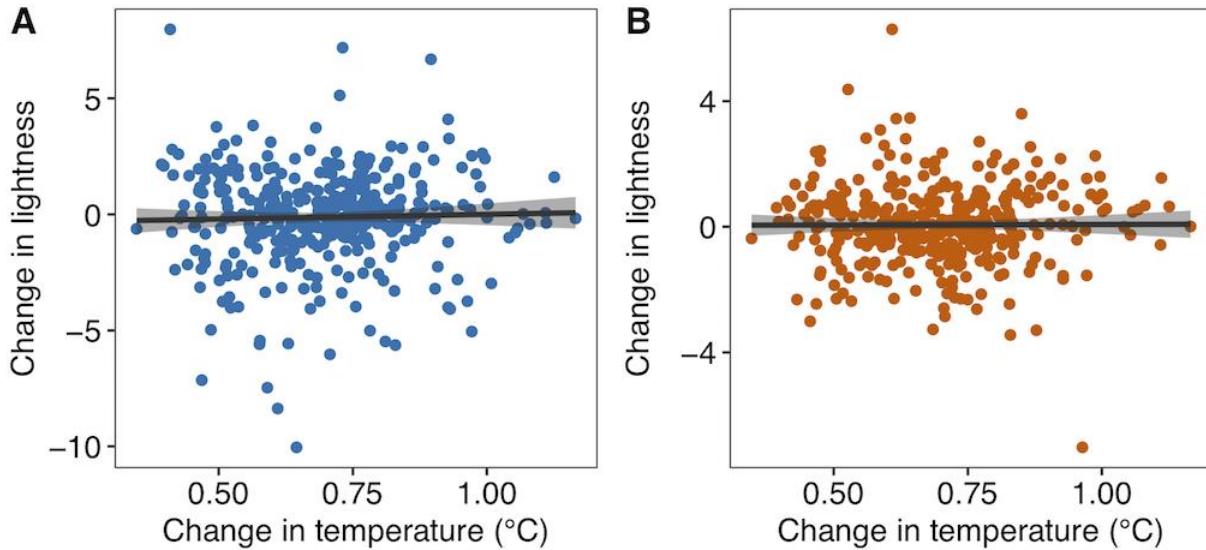 A
Change in lightness
5
0
−5
−10
0.50 0.75 1.00
Change in temperature (°C)
B
Change in lightness
4
0
−4
0.50 0.75 1.00
Change in temperature (°C)